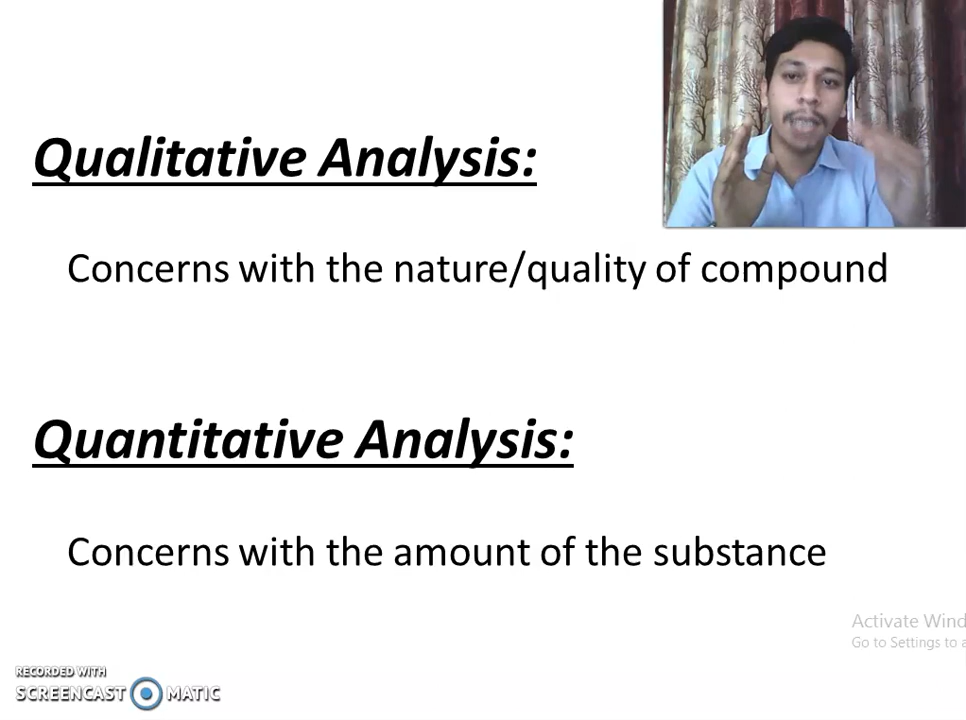 Qualitative Analysis:
Concerns with the nature/quality of compound
Quantitative Analysis:
Concerns with the amount of the substance
Activate Wind
Go to Settings to a
RECORDED WITH
SCREENCAST MATIC